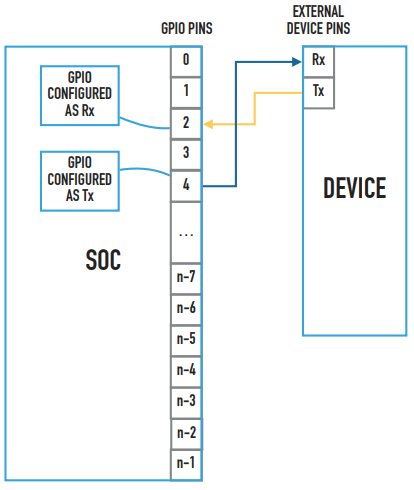 GPIO PINS
EXTERNAL
DEVICE PINS
GPIO
CONFIGURED
AS Rx
GPIO
CONFIGURED
AS Tx
SOC
0
1
2
3
4
...
n-7
n-6
n-5
n-4
n-3
n-2
n-1
Rx
Tx
DEVICE